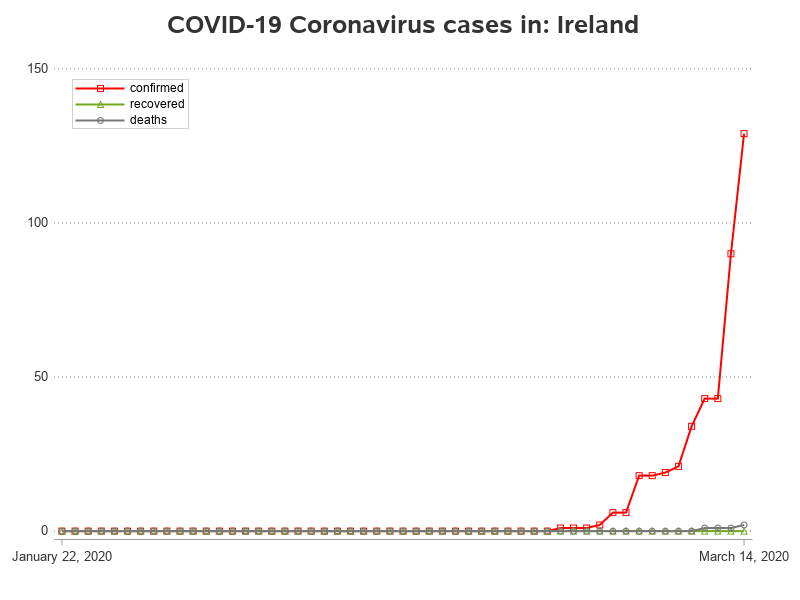 COVID-19 Coronavirus cases in: Ireland
150
confirmed
recovered
deaths
100
50
0
January 22, 2020
March 14, 2020